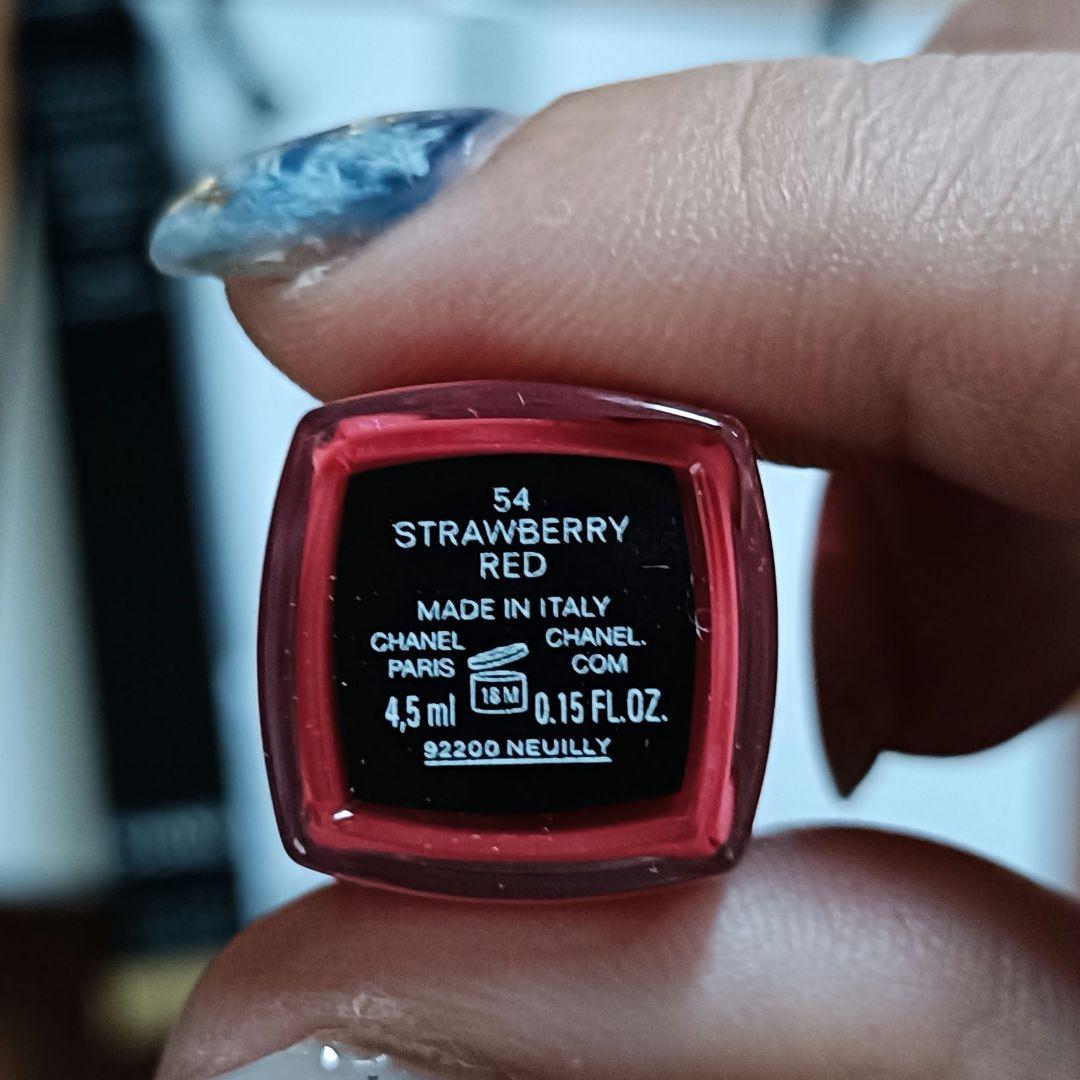 54
STRAWBERRY
RED
MADE IN ITALY
CHANEL
PARIS
CHANEL.
COM
4,5 ml
18M
0.15 FL.OZ.
92200 NEUILLY